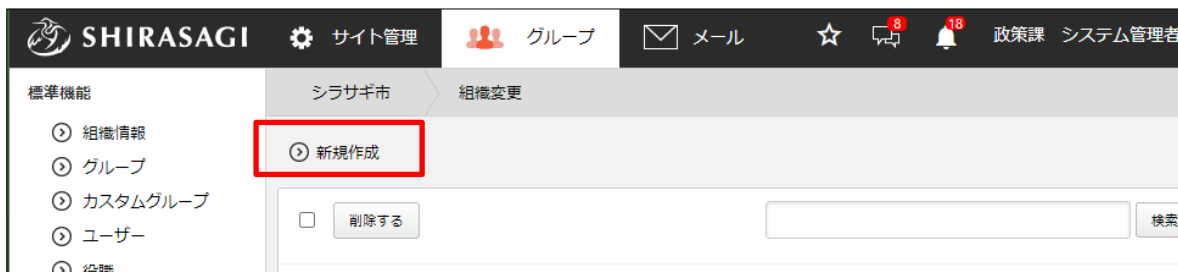 SHIRASAGI サイト管理 グループ メール 8 18 政策課 システム管理者
標準機能 シラサギ市 組織変更
組織情報
新規作成
グループ
カスタムグループ
削除する 検索
ユーザー
役職